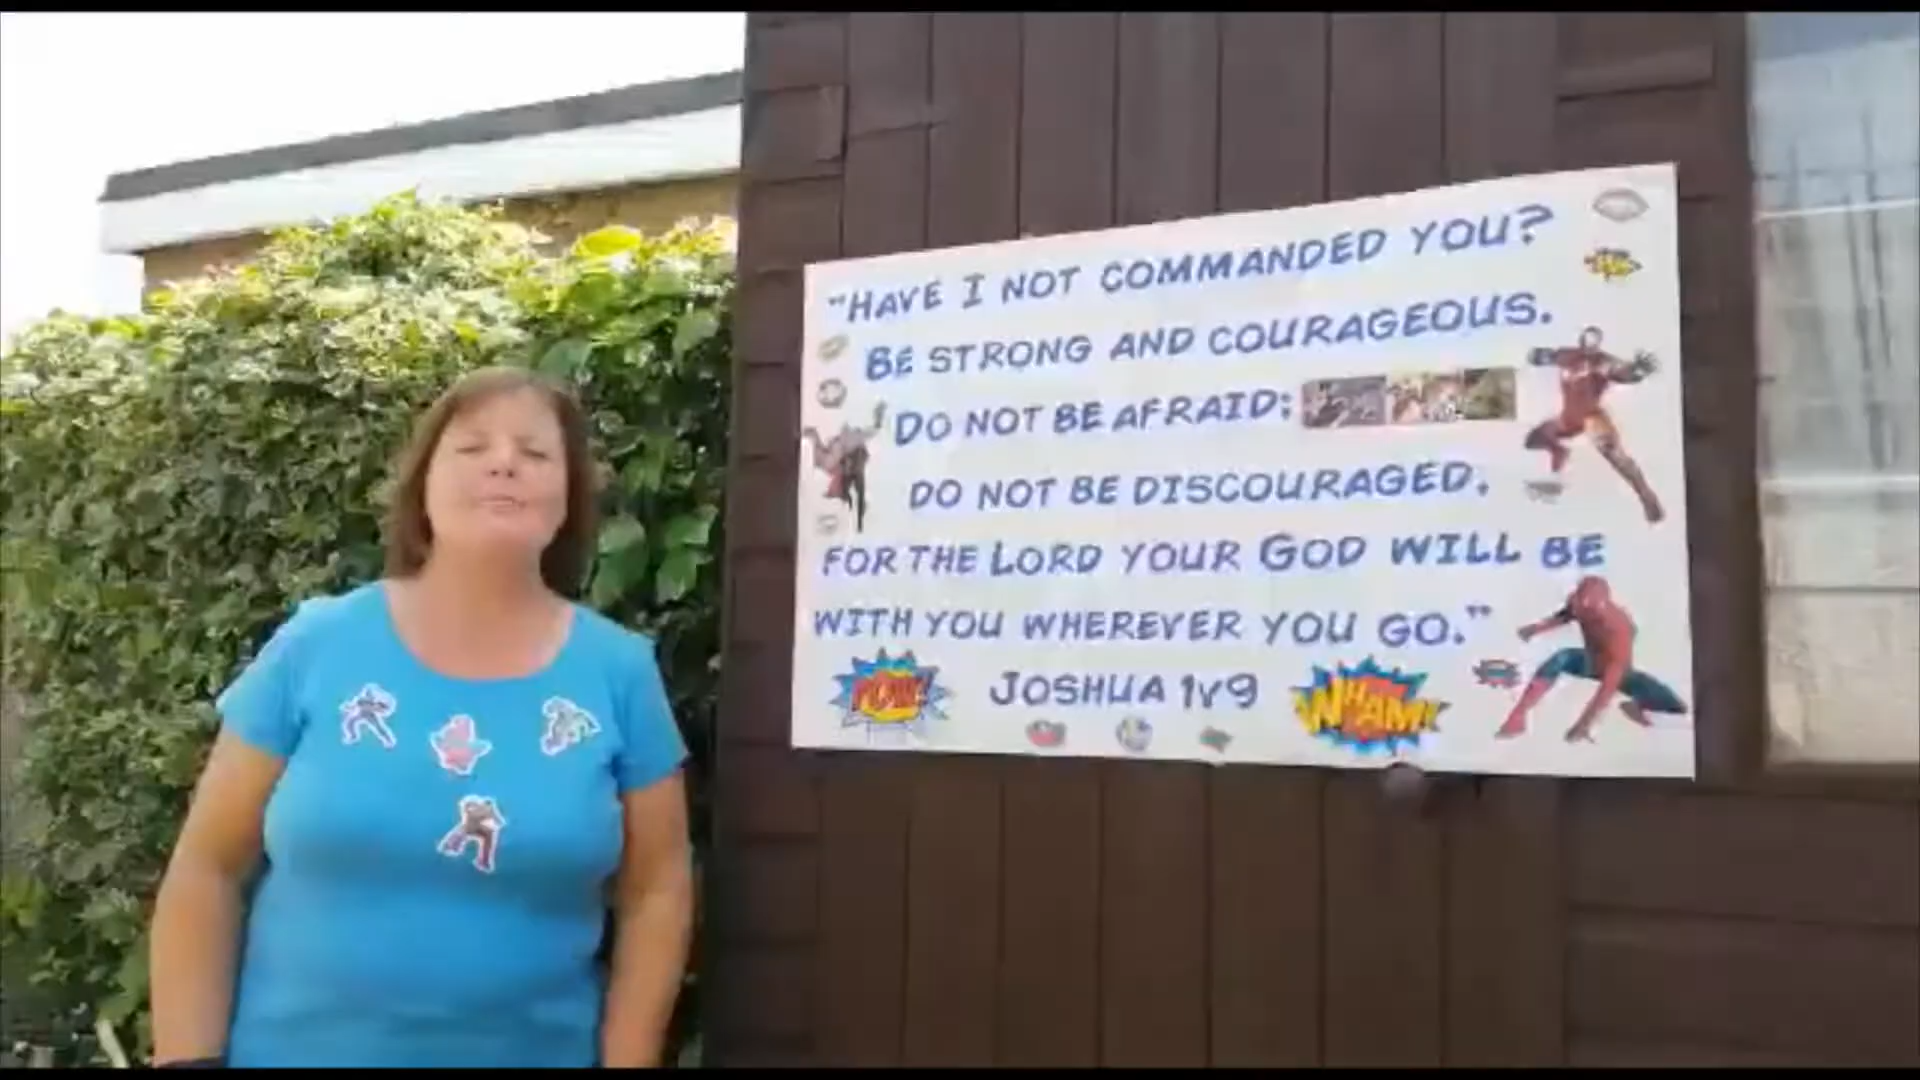 "HAVE I NOT COMMANDED YOU?
BE STRONG AND COURAGEOUS.
DO NOT BE AFRAID;
DO NOT BE DISCOURAGED,
FOR THE LORD YOUR GOD WILL BE
WITH YOU WHEREVER YOU GO."
POW!
JOSHUA 1v9
WHAM!